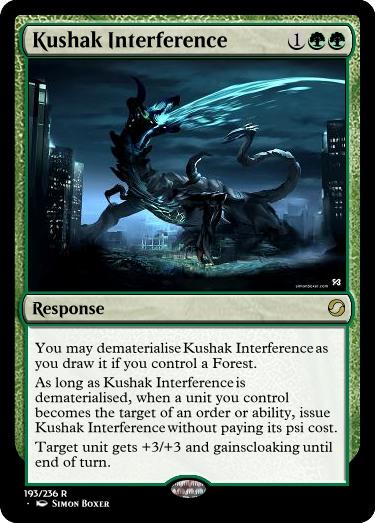 Kushak Interference 1
simonboxer.com SB
Response
You may dematerialise Kushak Interference as
you draw it if you control a Forest.
As long as Kushak Interference is
dematerialised, when a unit you control
becomes the target of an order or ability, issue
Kushak Interference without paying its psi cost.
Target unit gets +3/+3 and gainscloaking until
end of turn.
193/236 R
· SIMON BOXER